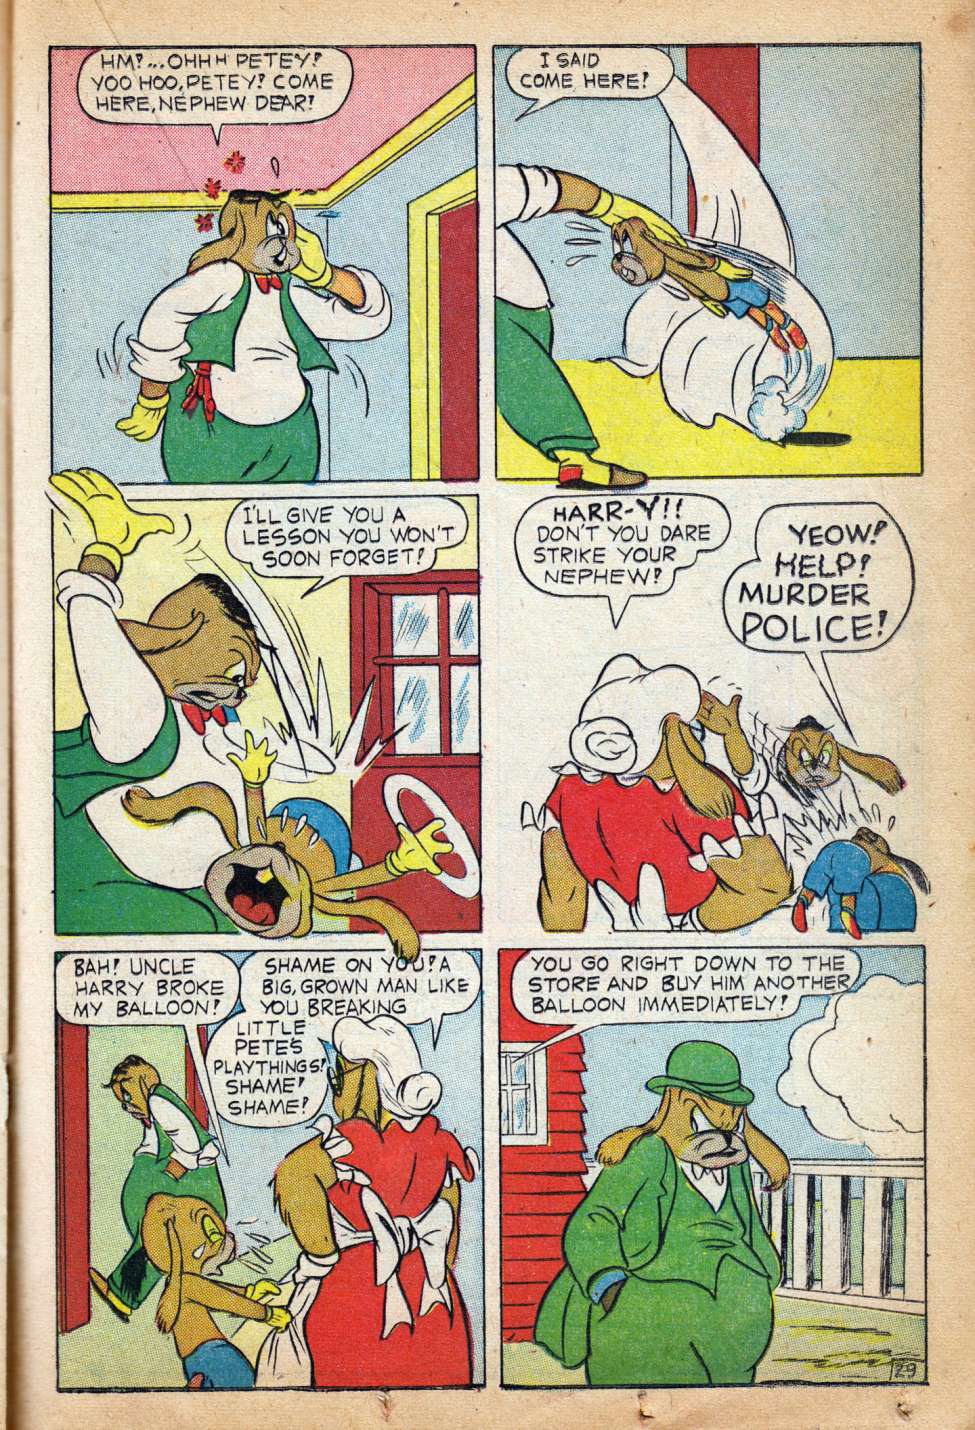 HM! ... OHHH PETEY!
YOO HOO, PETEY! COME
HERE, NEPHEW DEAR!
I SAID
COME HERE!
I'LL GIVE YOU A
LESSON YOU WON'T
SOON FORGET!
HARR-Y!!
DON'T YOU DARE
STRIKE YOUR
NEPHEW!
YEOW!
HELP!
MURDER
POLICE!
BAH! UNCLE
HARRY BROKE
MY BALLOON!
SHAME ON YOU! A
BIG, GROWN MAN LIKE
YOU BREAKING
LITTLE
PETE'S
PLAYTHINGS!
SHAME!
SHAME!
YOU GO RIGHT DOWN TO THE
STORE AND BUY HIM ANOTHER
BALLOON IMMEDIATELY!
29